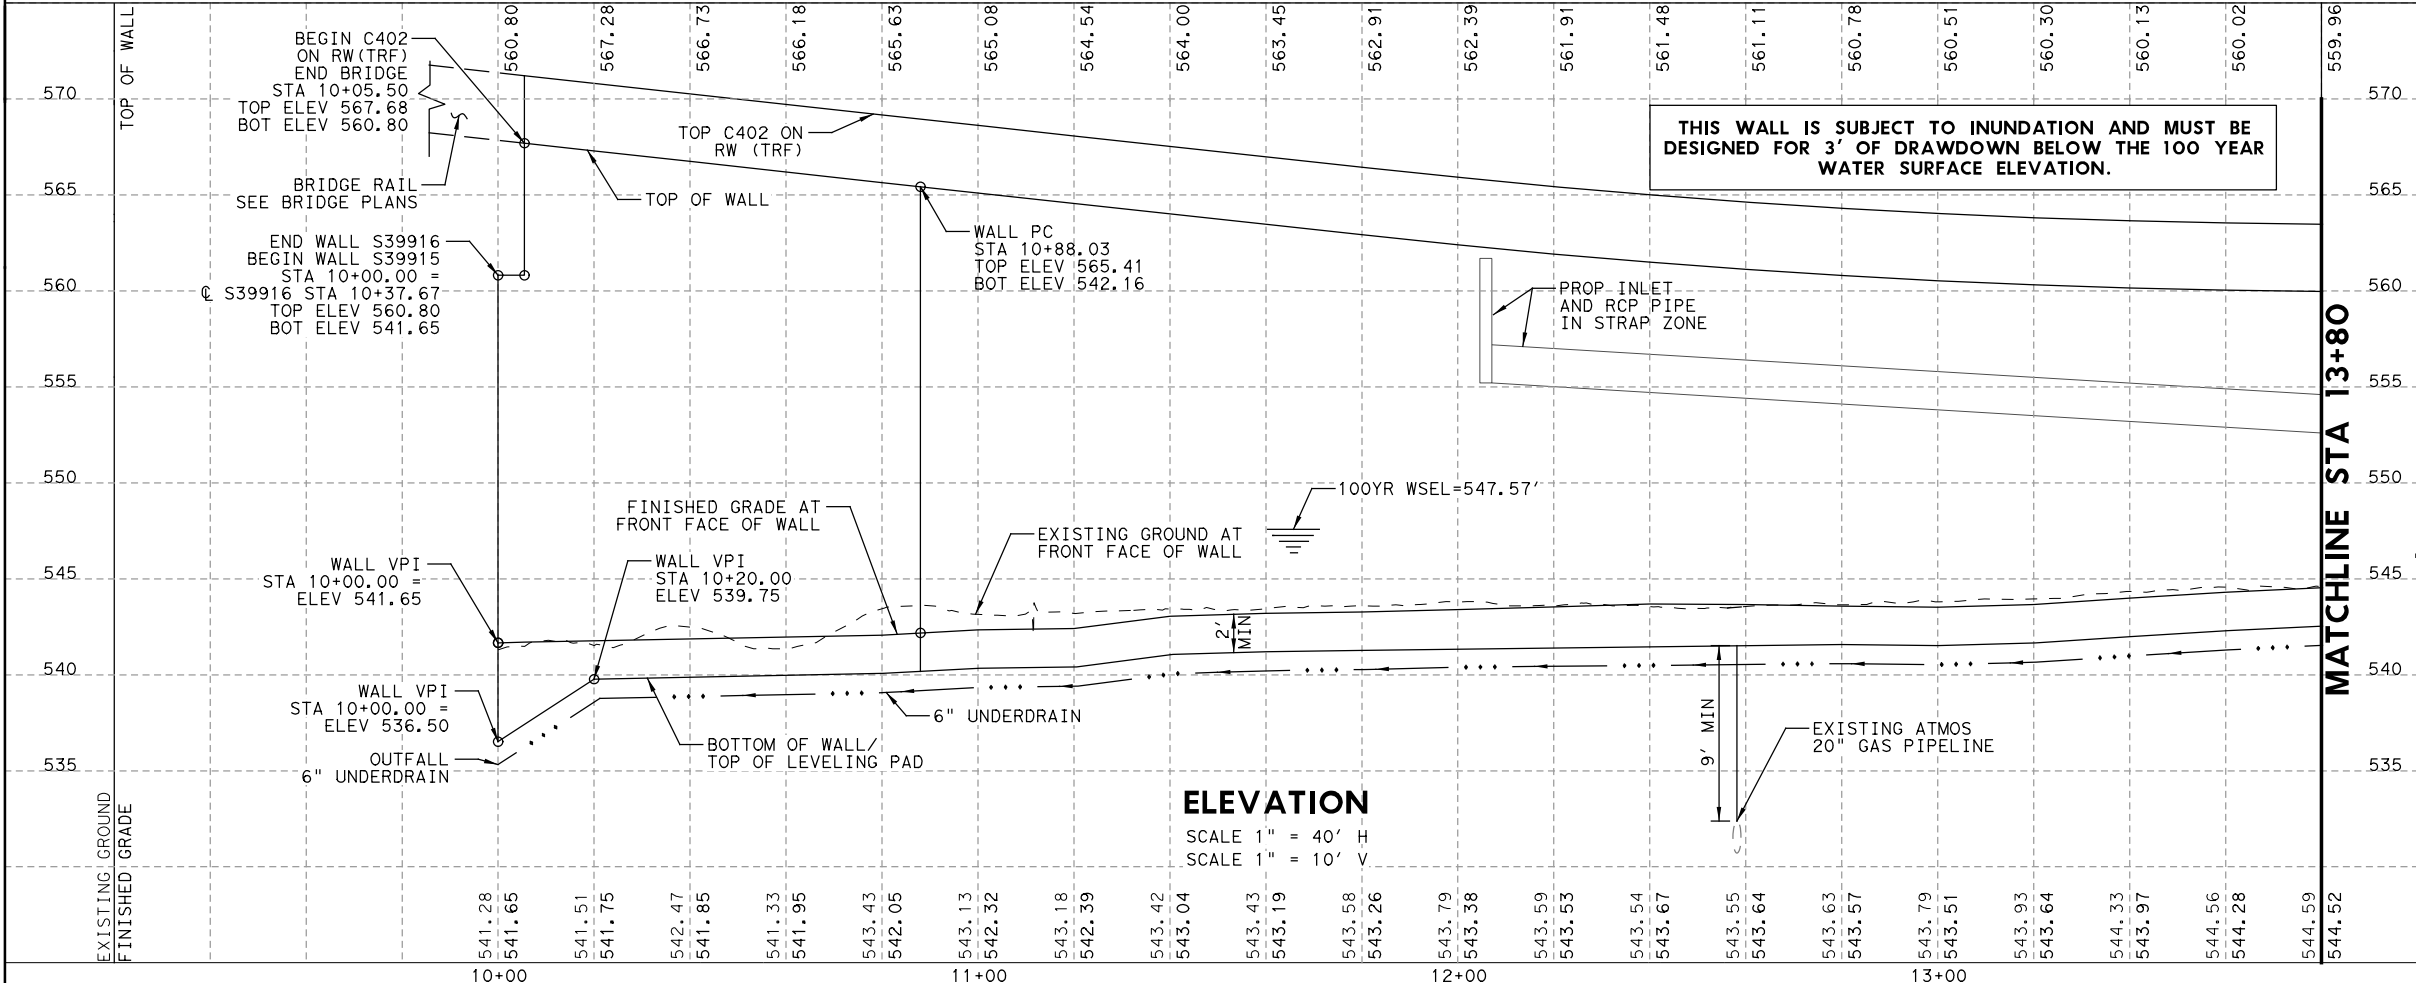 TOP OF WALL
560.80
567.28
566.73
566.18
565.63
565.08
564.54
564.00
563.45
562.91
562.39
561.91
561.48
561.11
560.78
560.51
560.30
560.13
560.02
559.96
570
565
560
555
550
545
540
535
570
565
560
555
550
545
540
535
BEGIN C402
ON RW(TRF)
END BRIDGE
STA 10+05.50
TOP ELEV 567.68
BOT ELEV 560.80
BRIDGE RAIL
SEE BRIDGE PLANS
END WALL S39916
BEGIN WALL S39915
STA 10+00.00 =
℄ S39916 STA 10+37.67
TOP ELEV 560.80
BOT ELEV 541.65
TOP C402 ON
RW (TRF)
TOP OF WALL
WALL PC
STA 10+88.03
TOP ELEV 565.41
BOT ELEV 542.16
THIS WALL IS SUBJECT TO INUNDATION AND MUST BE
DESIGNED FOR 3' OF DRAWDOWN BELOW THE 100 YEAR
WATER SURFACE ELEVATION.
PROP INLET
AND RCP PIPE
IN STRAP ZONE
100YR WSEL=547.57'
FINISHED GRADE AT
FRONT FACE OF WALL
EXISTING GROUND AT
FRONT FACE OF WALL
WALL VPI
STA 10+00.00 =
ELEV 541.65
WALL VPI
STA 10+20.00
ELEV 539.75
2'
MIN
WALL VPI
STA 10+00.00 =
ELEV 536.50
OUTFALL
6" UNDERDRAIN
6" UNDERDRAIN
BOTTOM OF WALL/
TOP OF LEVELING PAD
9' MIN
EXISTING ATMOS
20" GAS PIPELINE
MATCHLINE STA 13+80
ELEVATION
SCALE 1" = 40' H
SCALE 1" = 10' V
EXISTING GROUND
FINISHED GRADE
541.28
541.65
541.51
541.75
542.47
541.85
541.33
541.95
543.43
542.05
543.13
542.32
543.18
542.39
543.42
543.04
543.43
543.19
543.58
543.26
543.79
543.38
543.59
543.53
543.54
543.67
543.55
543.64
543.63
543.57
543.79
543.51
543.93
543.64
544.33
543.97
544.56
544.28
544.59
544.52
10+00
11+00
12+00
13+00